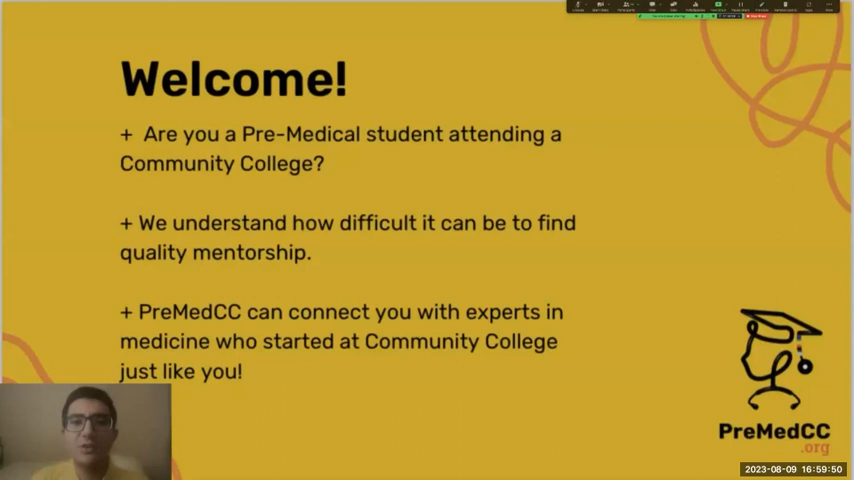 Welcome!
+ Are you a Pre-Medical student attending a
Community College?
+ We understand how difficult it can be to find
quality mentorship.
+ PreMedCC can connect you with experts in
medicine who started at Community College
just like you!
PreMedCC
.org
2023-08-09 16:59:50